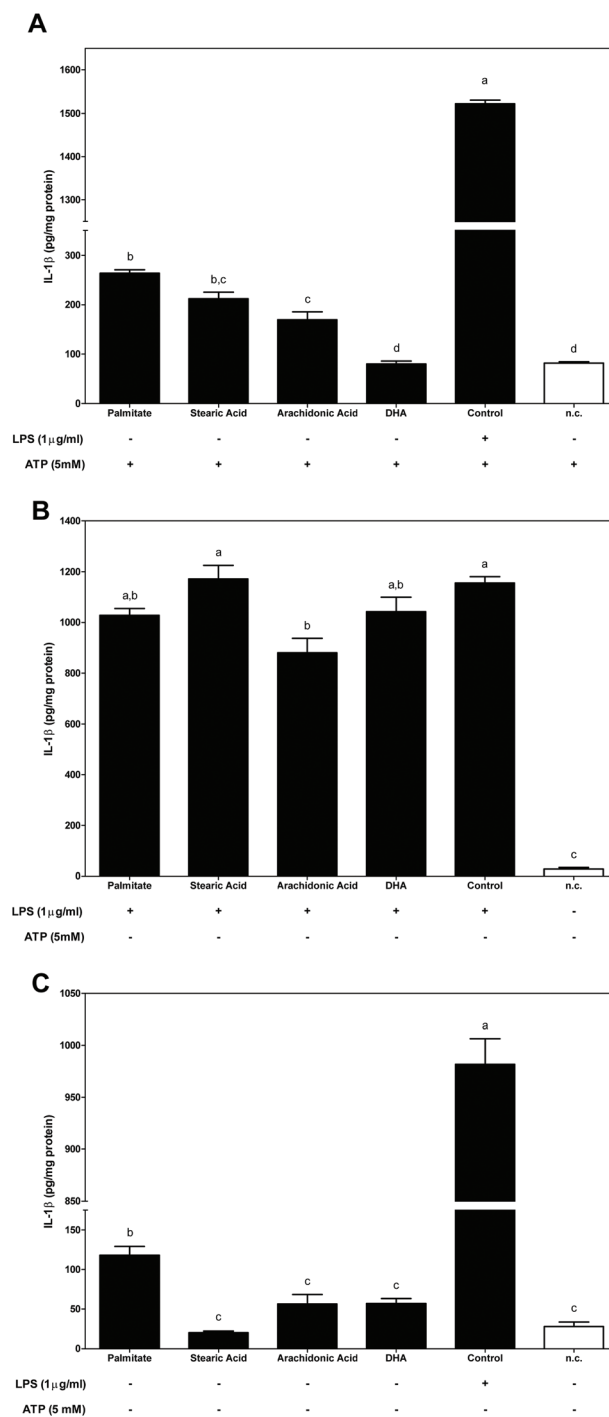 A
1600
1500
1400
1300
300
200
100
0
IL-1β (pg/mg protein)
b
b,c
c
d
a
d
Palmitate Stearic Acid Arachidonic Acid DHA Control n.c.
LPS (1μg/ml) - - - - + -
ATP (5mM) + + + + + +
B
1400
1200
1000
800
600
400
200
0
IL-1β (pg/mg protein)
a,b
a
b
a,b
a
c
Palmitate Stearic Acid Arachidonic Acid DHA Control n.c.
LPS (1μg/ml) + + + + + -
ATP (5mM) - - - - - -
C
1050
1000
950
900
850
150
100
50
0
IL-1β (pg/mg protein)
b
c
c
c
a
c
Palmitate Stearic Acid Arachidonic Acid DHA Control n.c.
LPS (1μg/ml) - - - - + -
ATP (5 mM) - - - - - -